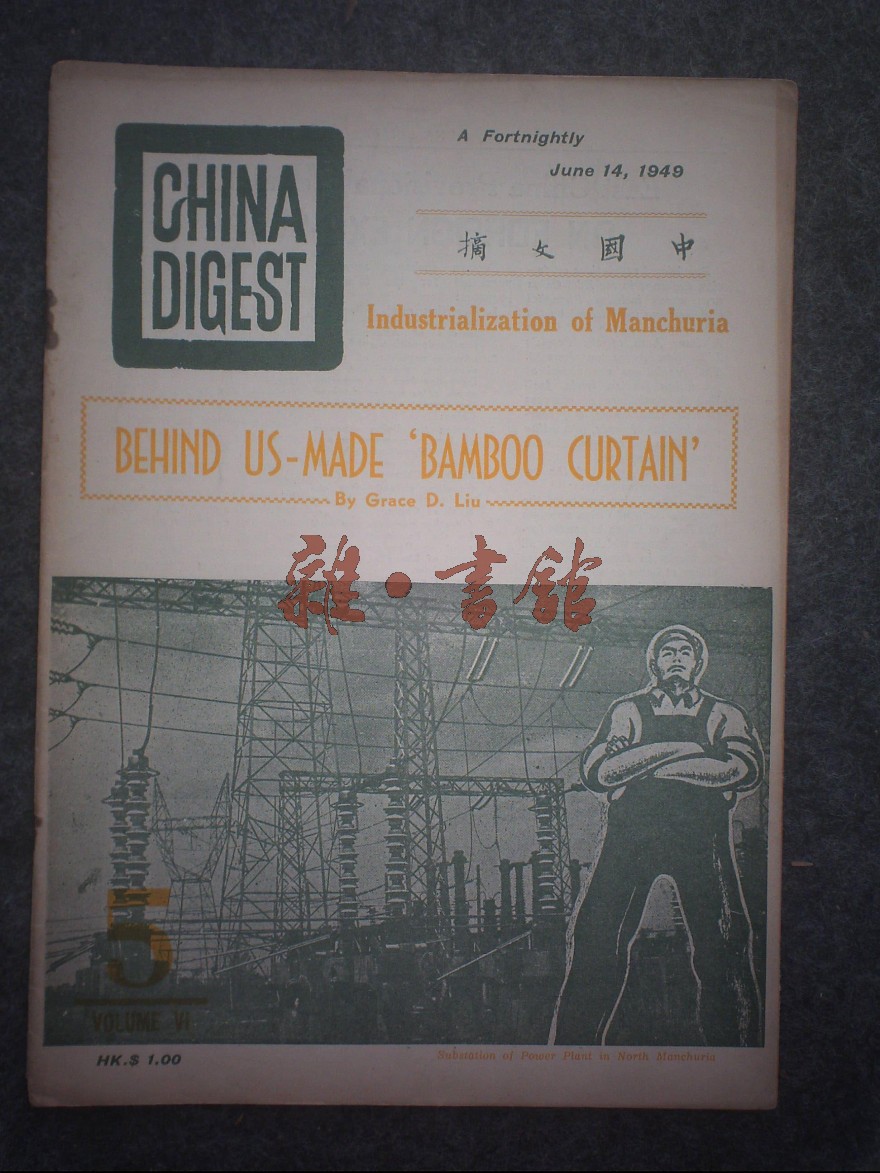 CHINA
DIGEST
A Fortnightly
June 14, 1949
摘文國中
Industrialization of Manchuria
BEHIND US-MADE ‘BAMBOO CURTAIN’
By Grace D. Liu
雜·書館
5
VOLUME VI
HK.$ 1.00
Substation of Power Plant in North Manchuria